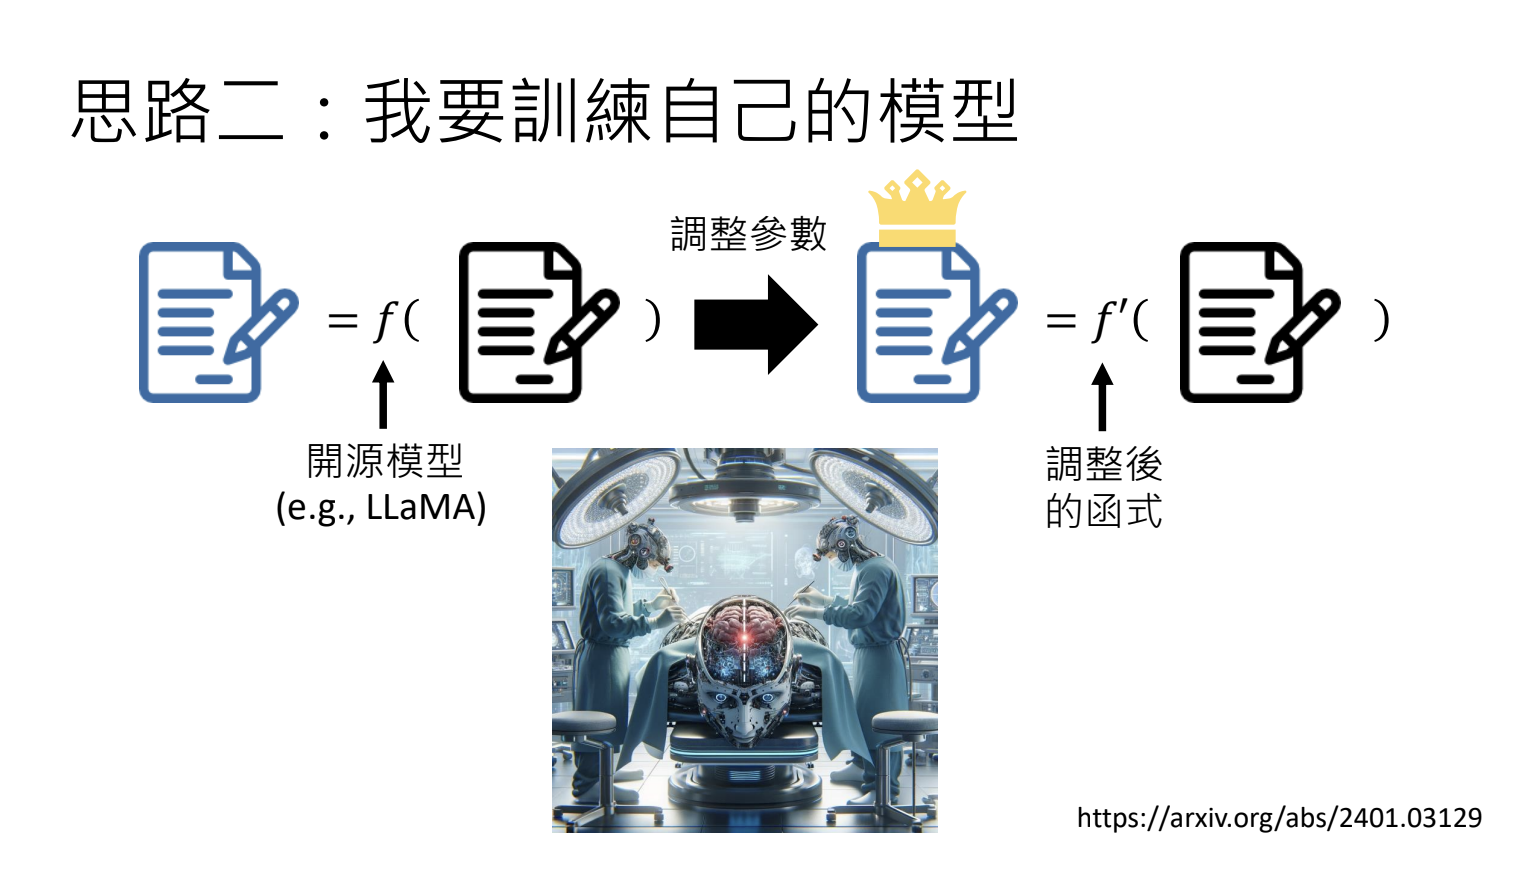 思路二：我要訓練自己的模型
調整參數
= f( )
= f′( )
開源模型
(e.g., LLaMA)
調整後
的函式
https://arxiv.org/abs/2401.03129